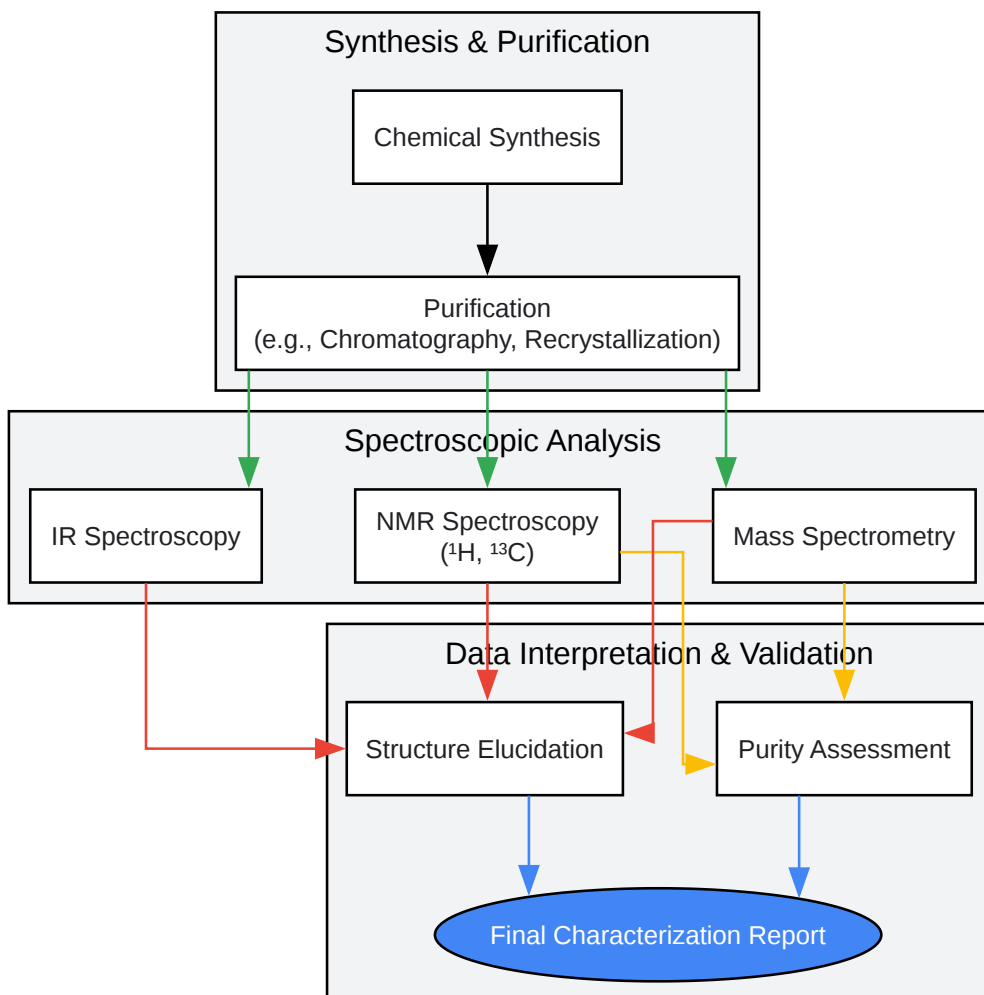 Synthesis & Purification
Chemical Synthesis
Purification
(e.g., Chromatography, Recrystallization)
Spectroscopic Analysis
IR Spectroscopy
NMR Spectroscopy
(¹H, ¹³C)
Mass Spectrometry
Data Interpretation & Validation
Structure Elucidation
Purity Assessment
Final Characterization Report